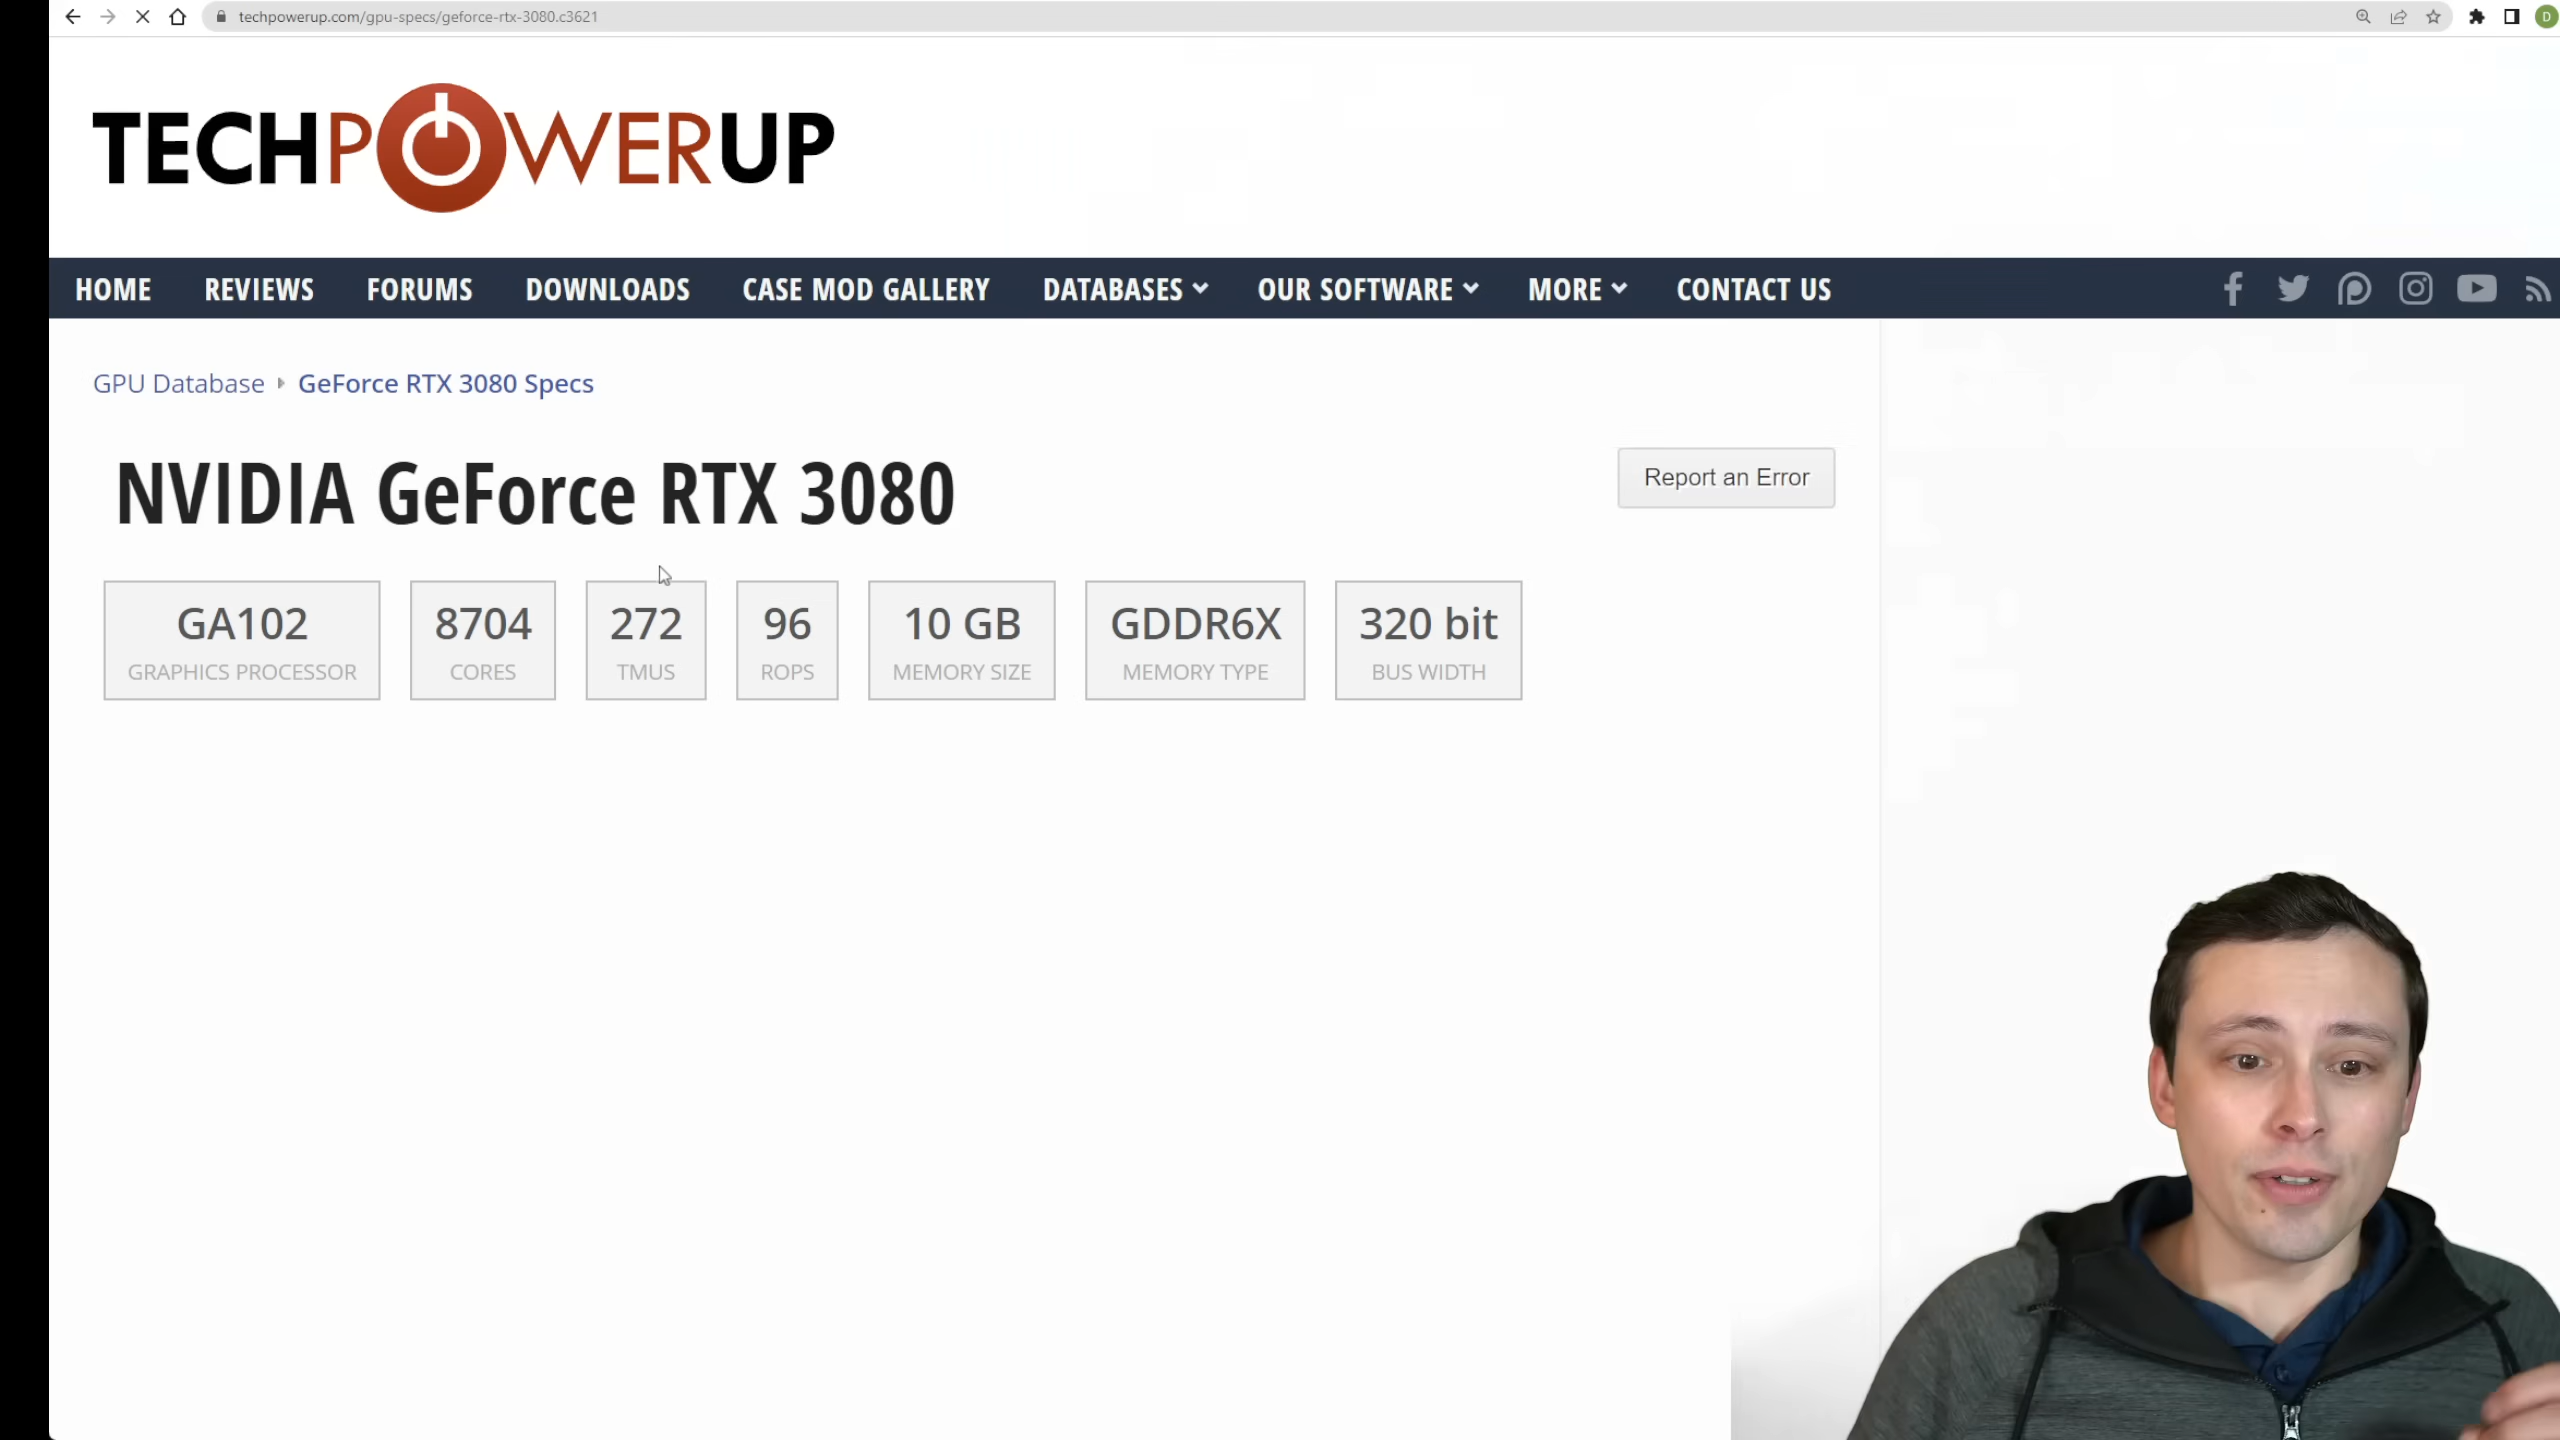 techpowerup.com/gpu-specs/geforce-rtx-3080.c3621
D
TECHPOWERUP
HOME REVIEWS FORUMS DOWNLOADS CASE MOD GALLERY DATABASES OUR SOFTWARE MORE CONTACT US
GPU Database GeForce RTX 3080 Specs
NVIDIA GeForce RTX 3080
Report an Error
GA102 8704 272 96 10 GB GDDR6X 320 bit
GRAPHICS PROCESSOR CORES TMUS ROPS MEMORY SIZE MEMORY TYPE BUS WIDTH